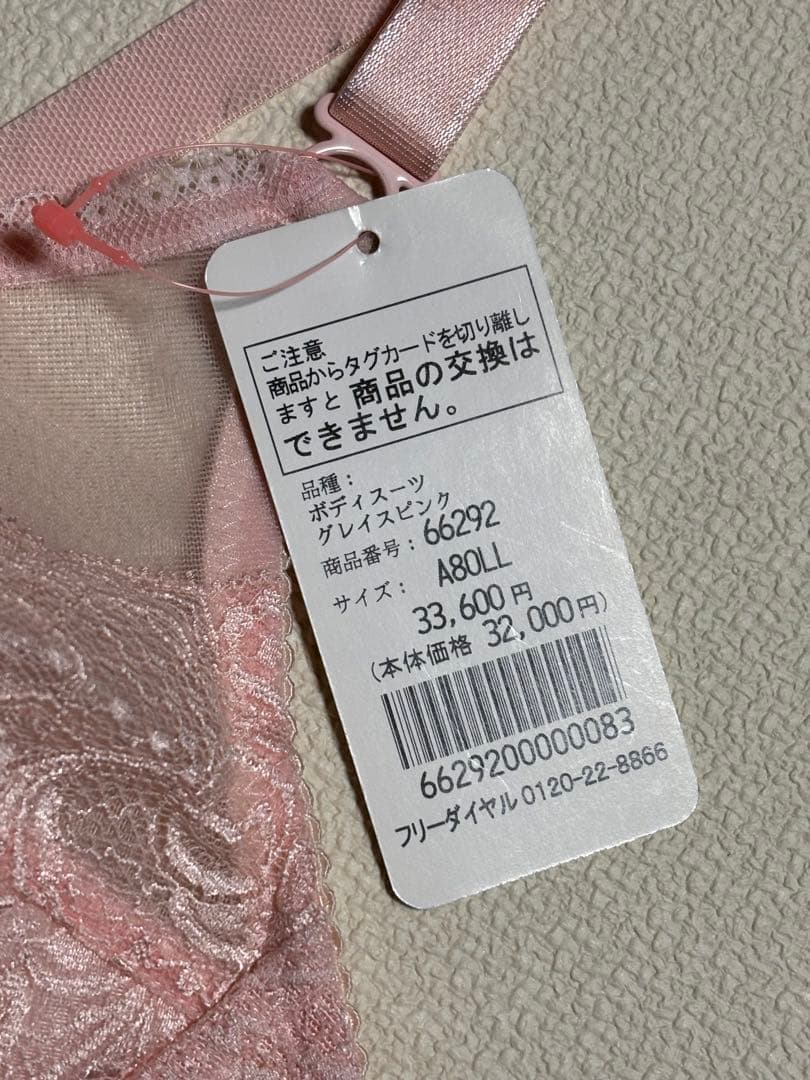 ご注意
商品からタグカードを切り離し
ますと 商品の交換は
できません。
品種：
ボディスーツ
グレイスピンク
商品番号：66292
サイズ： A80LL
33,600円
（本体価格 32,000円）
6629200000083
フリーダイヤル0120-22-8866